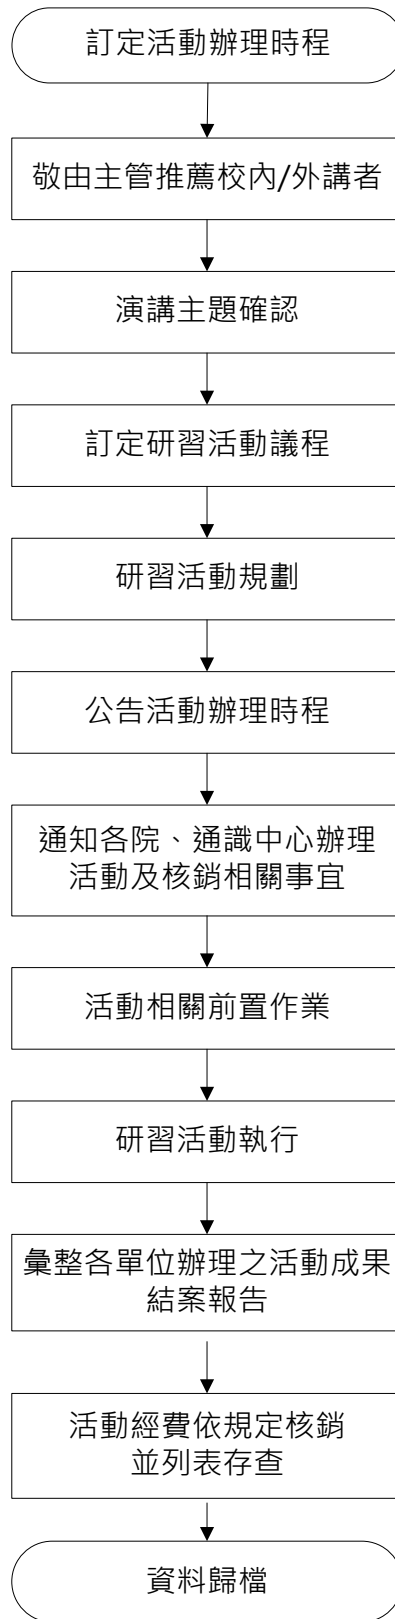 訂定活動辦理時程
敬由主管推薦校內/外講者
演講主題確認
訂定研習活動議程
研習活動規劃
公告活動辦理時程
通知各院、通識中心辦理
活動及核銷相關事宜
活動相關前置作業
研習活動執行
彙整各單位辦理之活動成果
結案報告
活動經費依規定核銷
並列表存查
資料歸檔